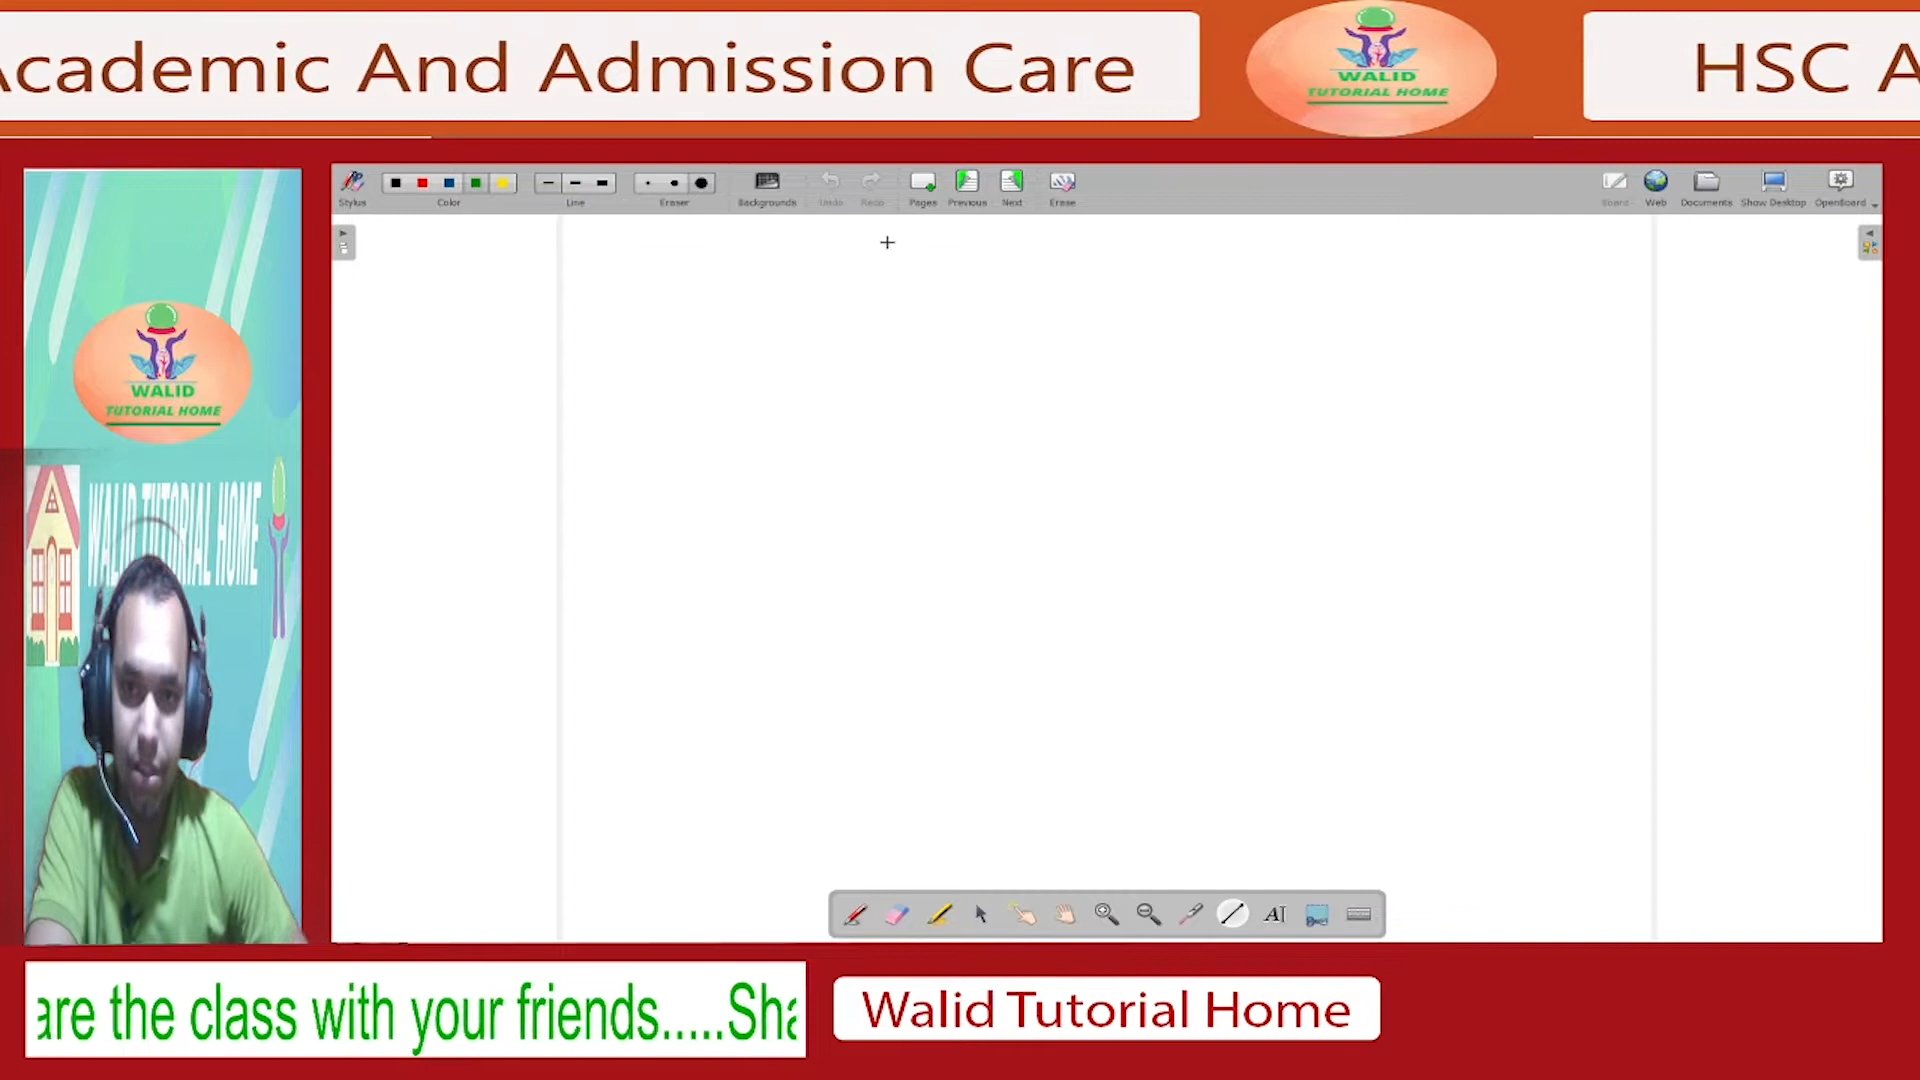 Academic And Admission Care
WALID
TUTORIAL HOME
HSC A
Stylus
Color
Line
Eraser
Backgrounds
Undo
Redo
Pages
Previous
Next
Erase
Board
Web
Documents
Show Desktop
OpenBoard
WALID
TUTORIAL HOME
WALID TUTORIAL HOME
AI
are the class with your friends.....Sha
Walid Tutorial Home